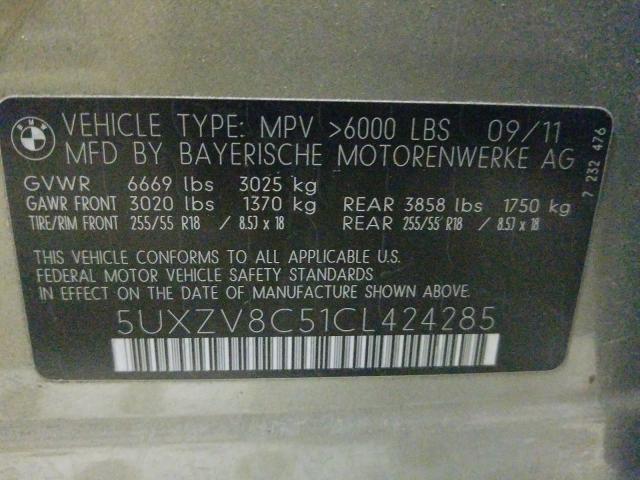 BMW
VEHICLE TYPE: MPV >6000 LBS 09/11
MFD BY BAYERISCHE MOTORENWERKE AG
GVWR 6669 lbs 3025 kg
GAWR FRONT 3020 lbs 1370 kg REAR 3858 lbs 1750 kg
TIRE/RIM FRONT 255/55 R18 / 8.5J x 18 REAR 255/55 R18 / 8.5J x 18
THIS VEHICLE CONFORMS TO ALL APPLICABLE U.S.
FEDERAL MOTOR VEHICLE SAFETY STANDARDS
IN EFFECT ON THE DATE OF MANUFACTURE SHOWN ABOVE.
5UXZV8C51CL424285
7 232 476